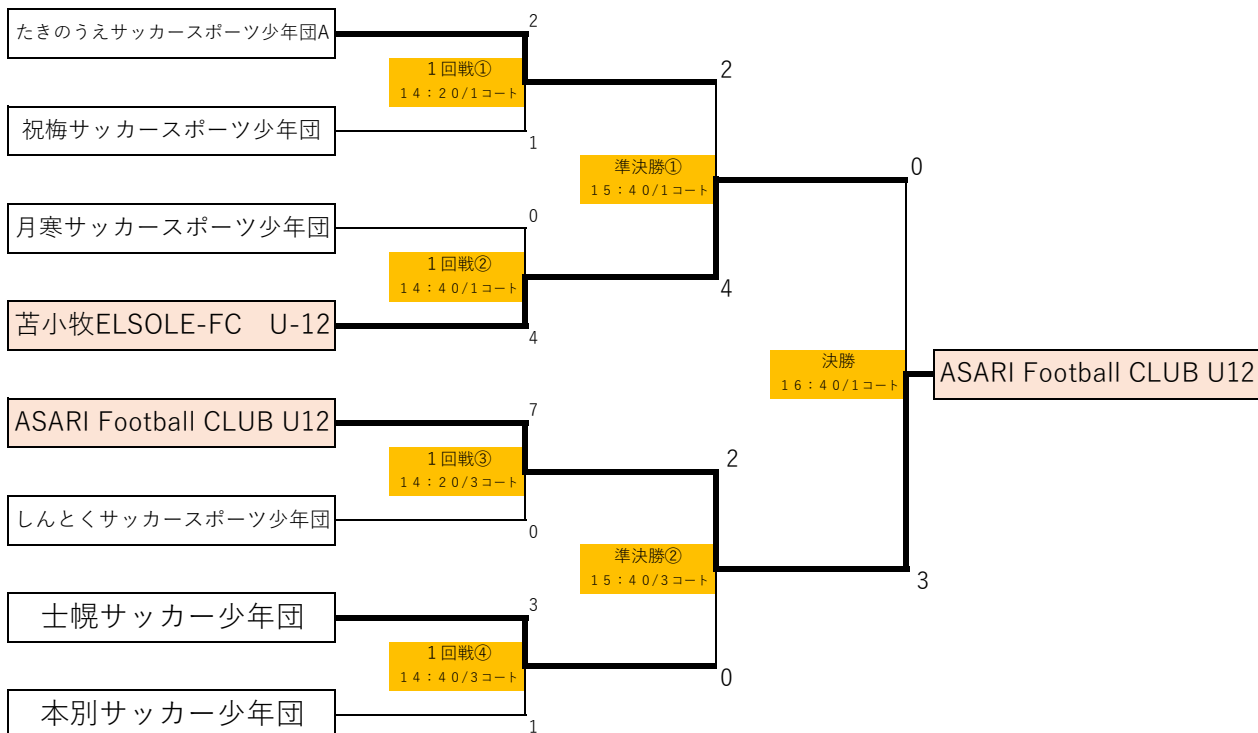 たきのうえサッカースポーツ少年団A
2
1回戦①
14：20/1コート
2
祝梅サッカースポーツ少年団
1
準決勝①
15：40/1コート
0
月寒サッカースポーツ少年団
0
1回戦②
14：40/1コート
4
苫小牧ELSOLE-FC　U-12
4
決勝
16：40/1コート
ASARI Football CLUB U12
ASARI Football CLUB U12
7
1回戦③
14：20/3コート
2
しんとくサッカースポーツ少年団
0
準決勝②
15：40/3コート
3
士幌サッカー少年団
3
1回戦④
14：40/3コート
0
本別サッカー少年団
1